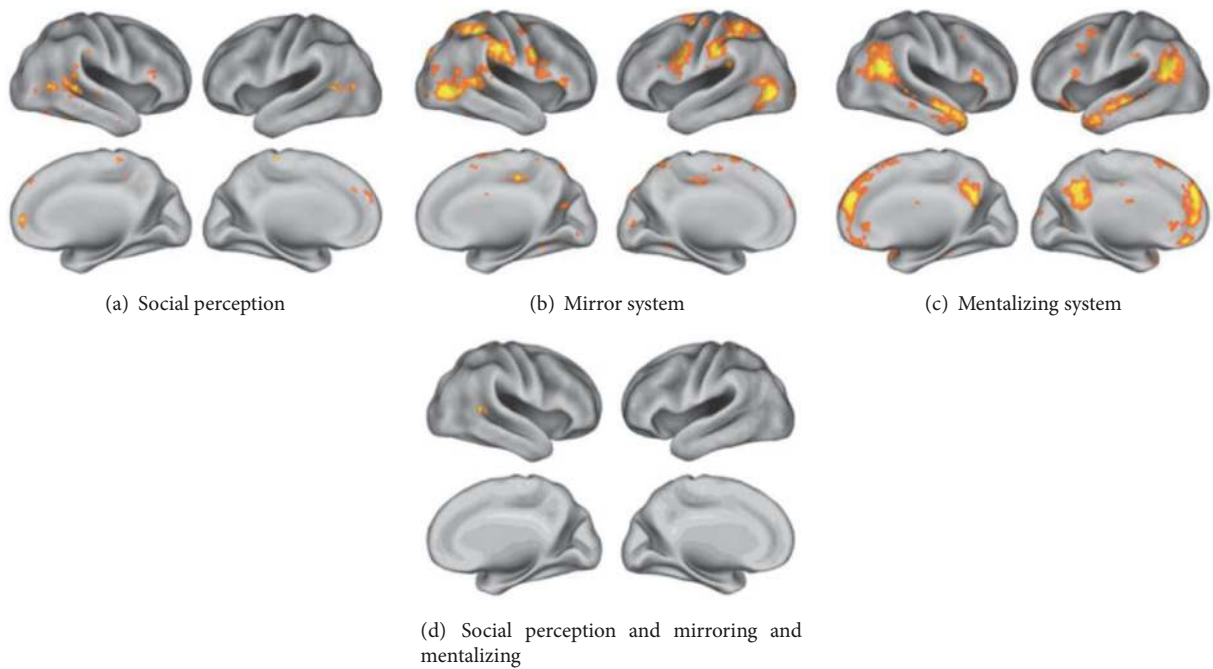 (a) Social perception
(b) Mirror system
(c) Mentalizing system
(d) Social perception and mirroring and
mentalizing